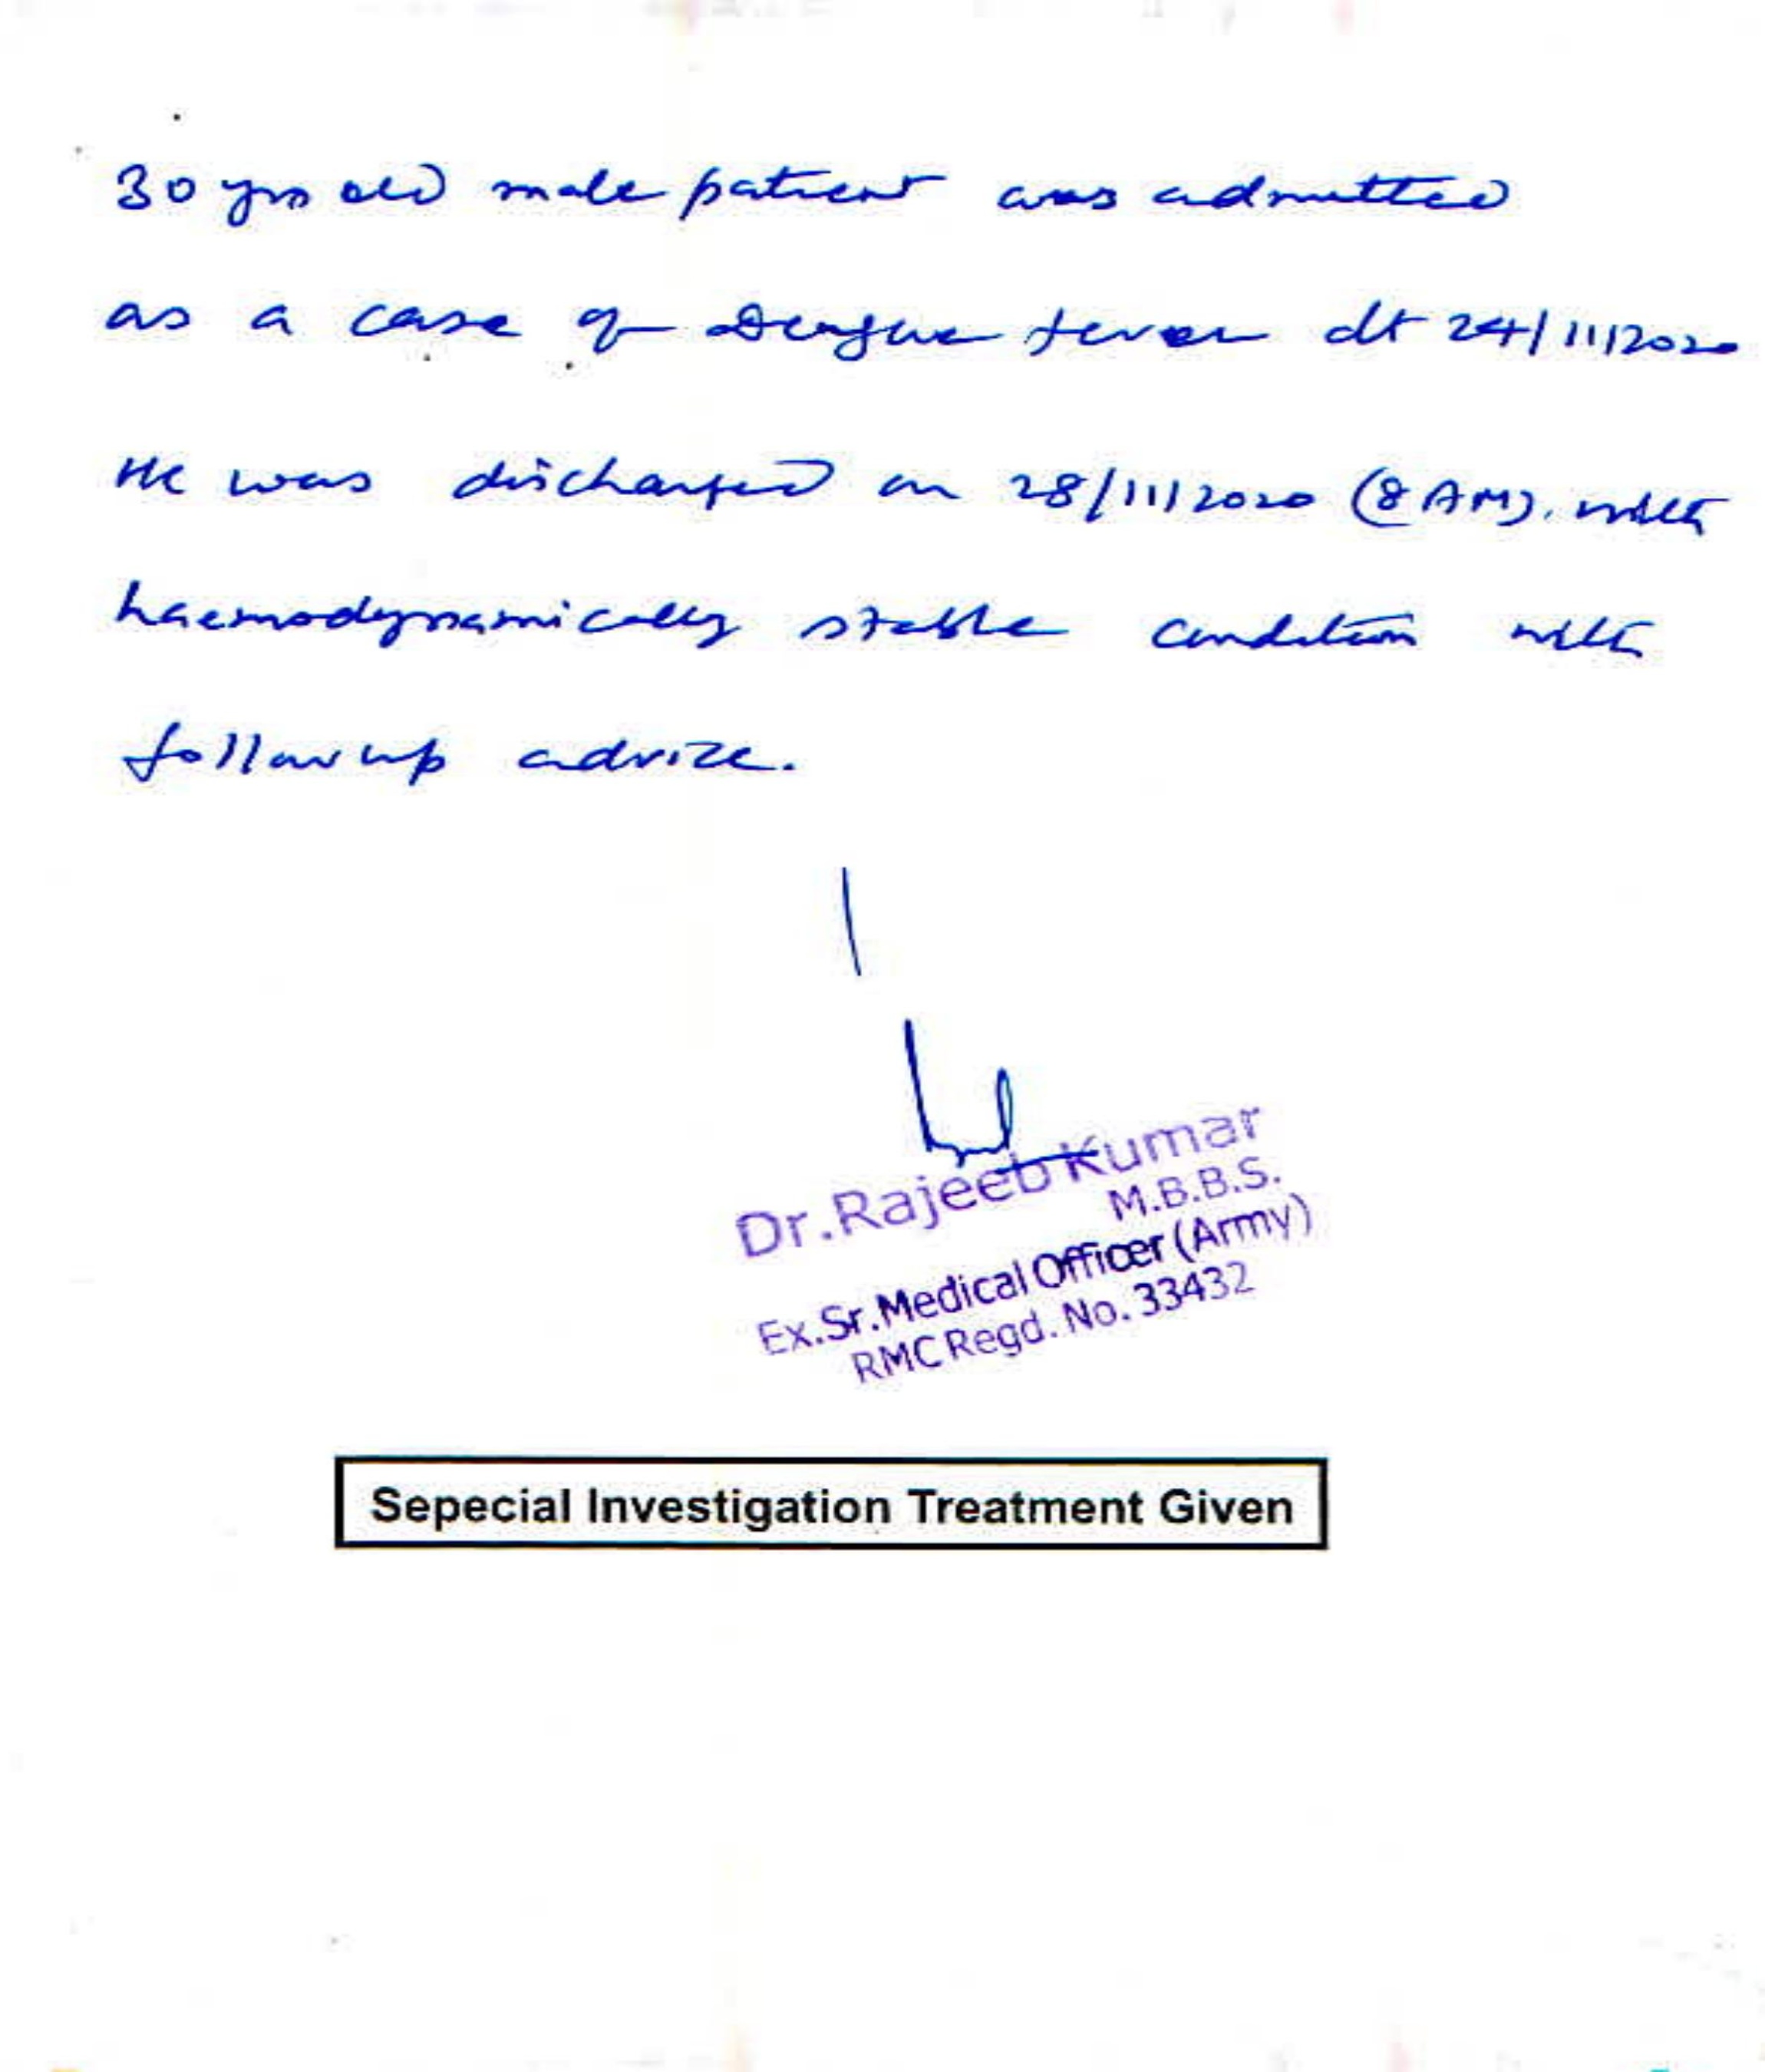 30 yrs old male patient was admitted
as a case of Dengue fever dt 24/11/2020
He was discharged on 28/11/2020 (8 AM). with
haemodynamically stable condition with
followup advize.
Dr.Rajeeb Kumar
M.B.B.S.
Ex.Sr.Medical Officer (Army)
RMC Regd. No. 33432
Sepecial Investigation Treatment Given